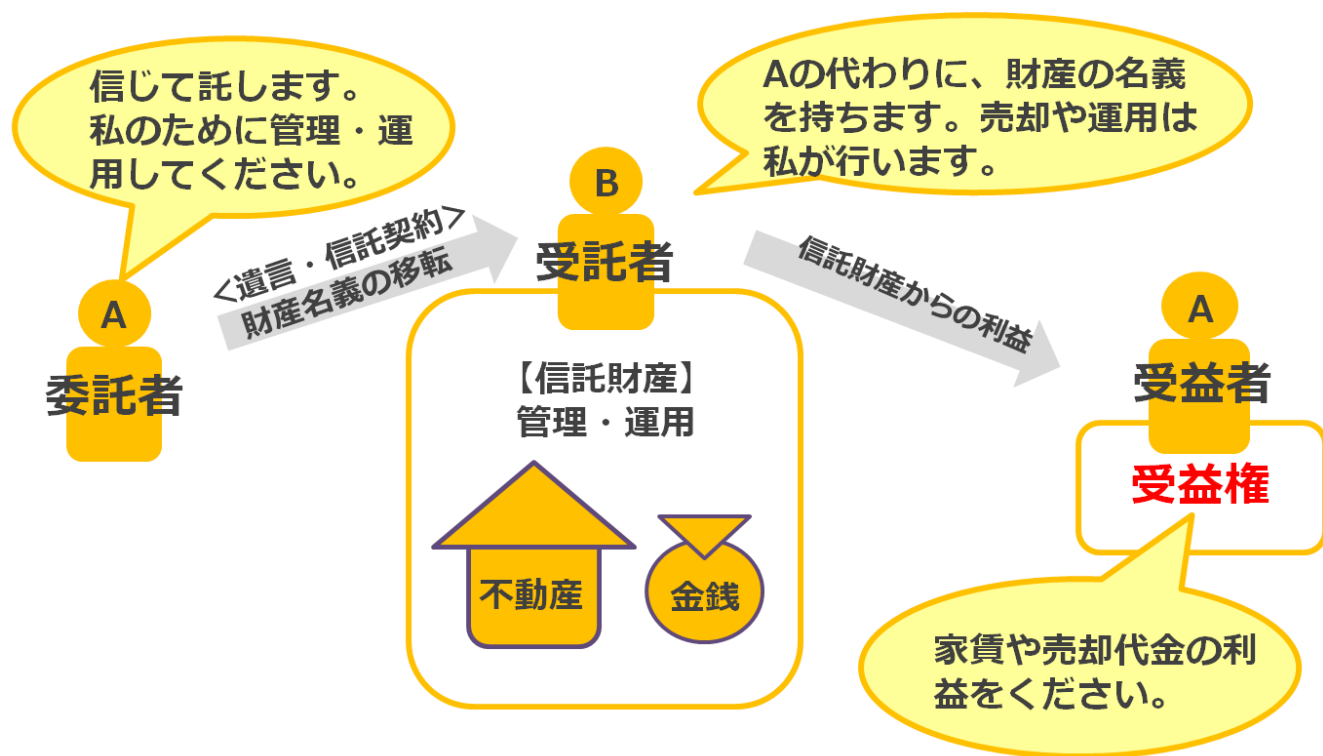 信じて託します。
私のために管理・運
用してください。
Aの代わりに、財産の名義
を持ちます。売却や運用は
私が行います。
A
委託者
<遺言・信託契約>
財産名義の移転
B
受託者
信託財産からの利益
A
受益者
受益権
【信託財産】
管理・運用
不動産
金銭
家賃や売却代金の利
益をください。